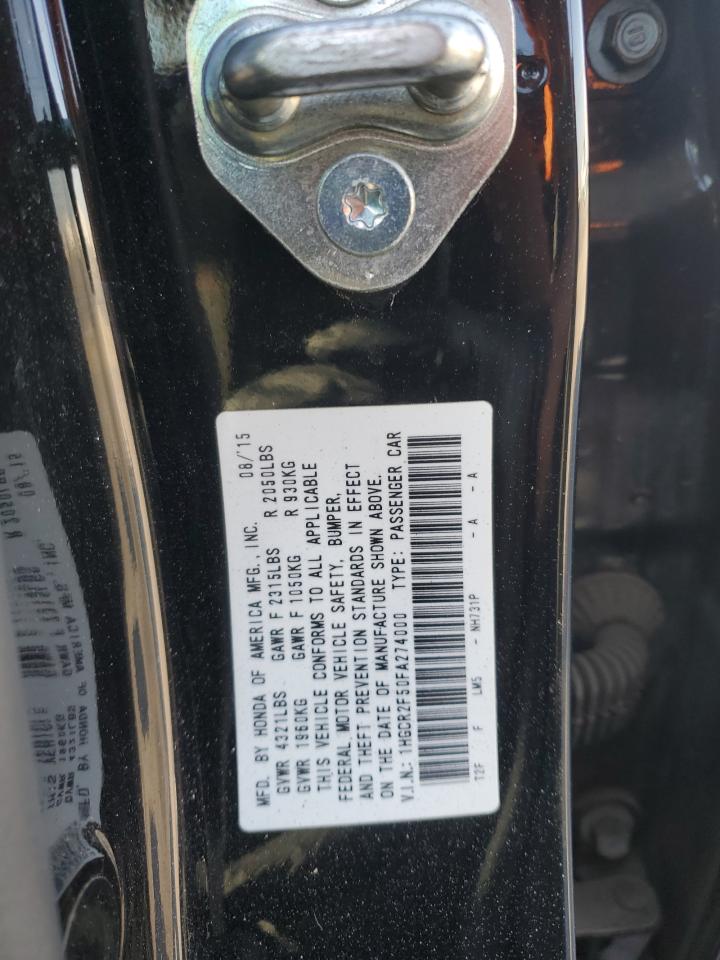 MFD. BY HONDA OF AMERICA MFG., INC. 08/'15
GVWR 4321LBS GAWR F 2315LBS R 2050LBS
GVWR 1960KG GAWR F 1050KG R 930KG
THIS VEHICLE CONFORMS TO ALL APPLICABLE
FEDERAL MOTOR VEHICLE SAFETY, BUMPER,
AND THEFT PREVENTION STANDARDS IN EFFECT
ON THE DATE OF MANUFACTURE SHOWN ABOVE.
V.I.N.: 1HGCR2F50FA274000 TYPE: PASSENGER CAR
T2F F LM5 - NH731P - A - A